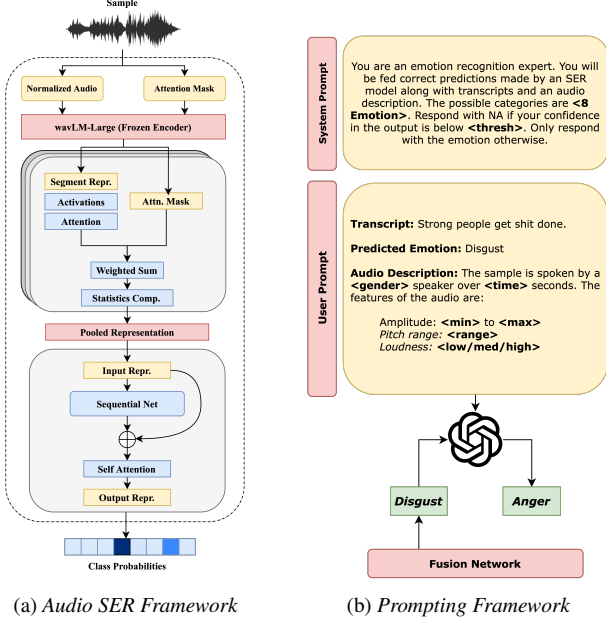 Sample
Normalized Audio
Attention Mask
wavLM-Large (Frozen Encoder)
Segment Repr.
Activations
Attention
Attn. Mask
Weighted Sum
Statistics Comp.
Pooled Representation
Input Repr.
Sequential Net
Self Attention
Output Repr.
Class Probabilities
(a) Audio SER Framework
System Prompt
You are an emotion recognition expert. You will
be fed correct predictions made by an SER
model along with transcripts and an audio
description. The possible categories are <8
Emotion>. Respond with NA if your confidence
in the output is below <thresh>. Only respond
with the emotion otherwise.
User Prompt
Transcript: Strong people get shit done.
Predicted Emotion: Disgust
Audio Description: The sample is spoken by a
<gender> speaker over <time> seconds. The
features of the audio are:
Amplitude: <min> to <max>
Pitch range: <range>
Loudness: <low/med/high>
Disgust
Anger
Fusion Network
(b) Prompting Framework